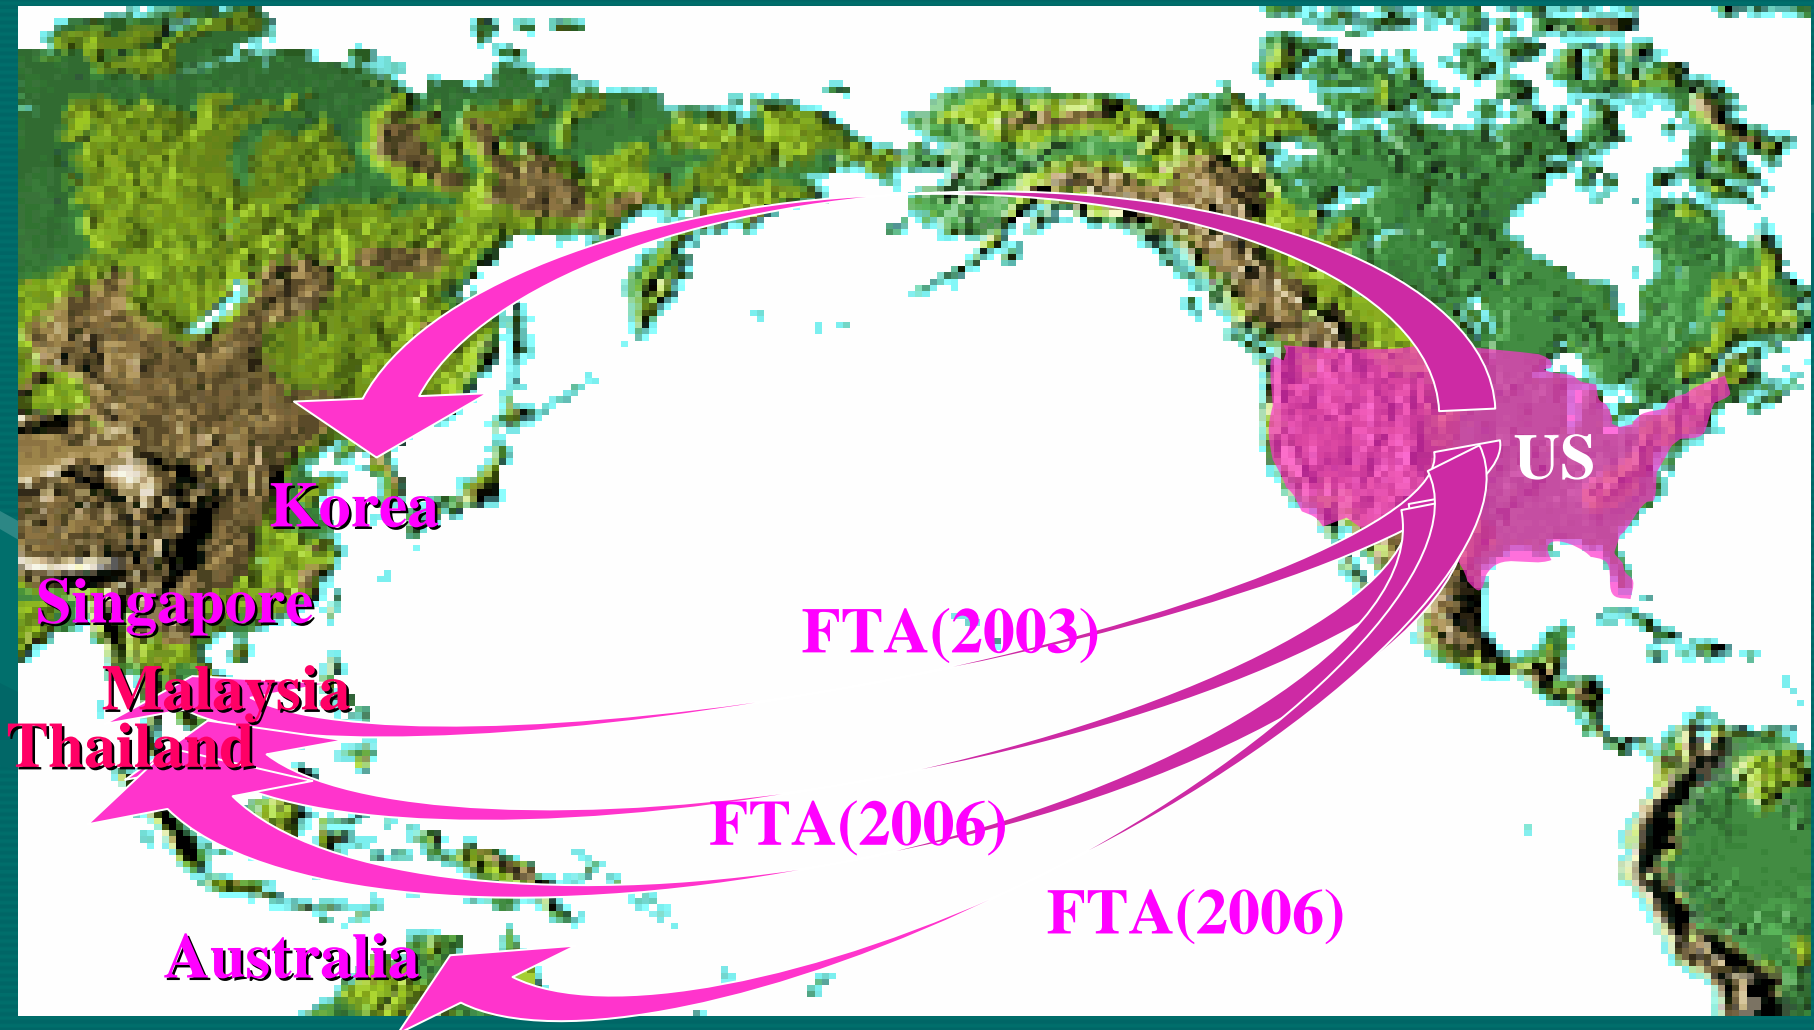 US
Korea
Singapore
FTA(2003)
Malaysia
Thailand
FTA(2006)
FTA(2006)
Australia